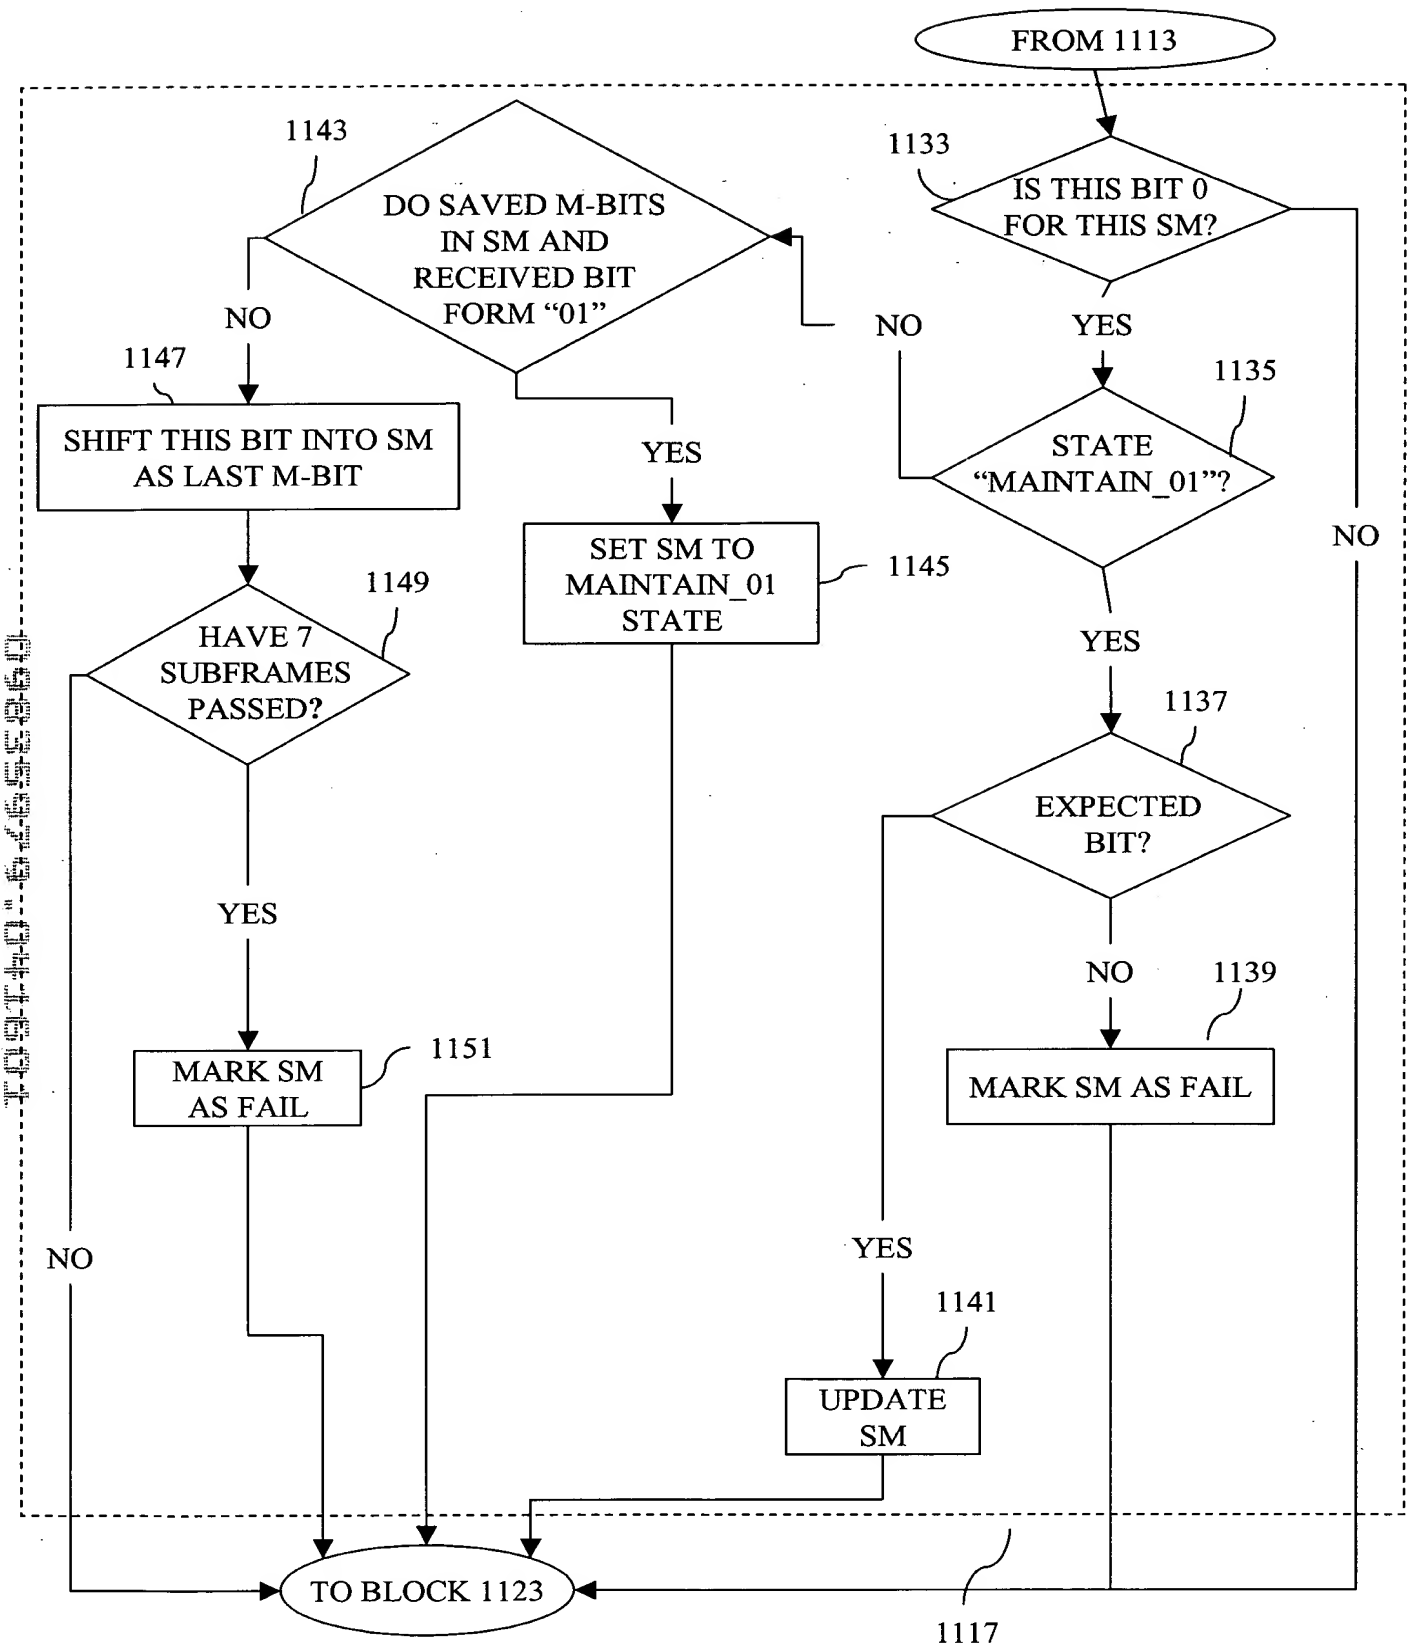 FROM 1113
1143
1133
IS THIS BIT 0
FOR THIS SM?
DO SAVED M-BITS
IN SM AND
RECEIVED BIT
FORM “01”
NO
NO
YES
1147
1135
SHIFT THIS BIT INTO SM
AS LAST M-BIT
YES
STATE
“MAINTAIN_01”?
NO
SET SM TO
MAINTAIN_01
STATE
1145
1149
HAVE 7
SUBFRAMES
PASSED?
YES
1137
EXPECTED
BIT?
YES
NO
1139
MARK SM
AS FAIL
1151
MARK SM AS FAIL
NO
YES
1141
UPDATE
SM
TO BLOCK 1123
1117